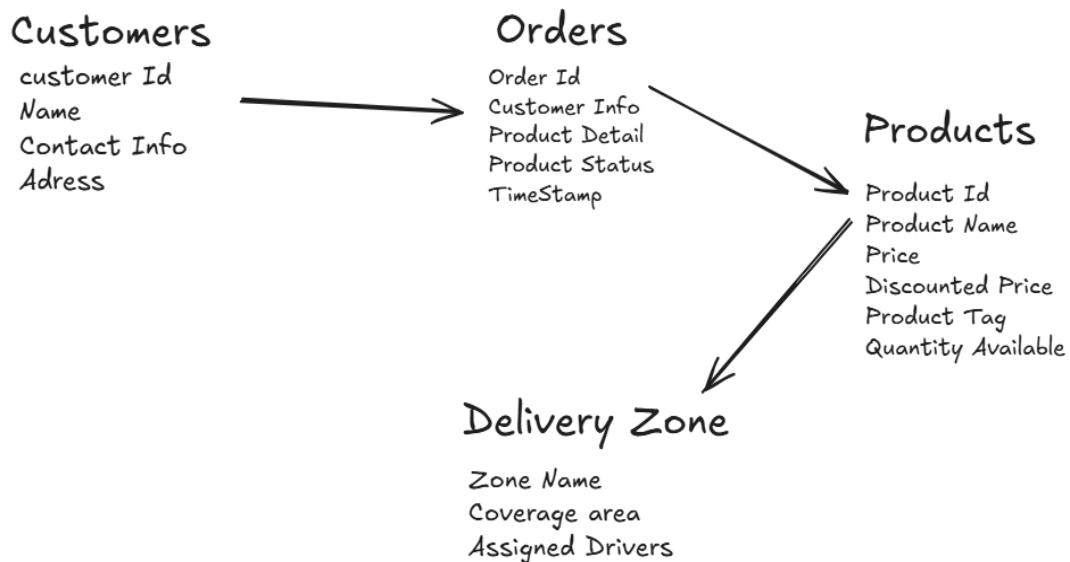 Customers
customer Id
Name
Contact Info
Adress
Orders
Order Id
Customer Info
Product Detail
Product Status
TimeStamp
Products
Product Id
Product Name
Price
Discounted Price
Product Tag
Quantity Available
Delivery Zone
Zone Name
Coverage area
Assigned Drivers